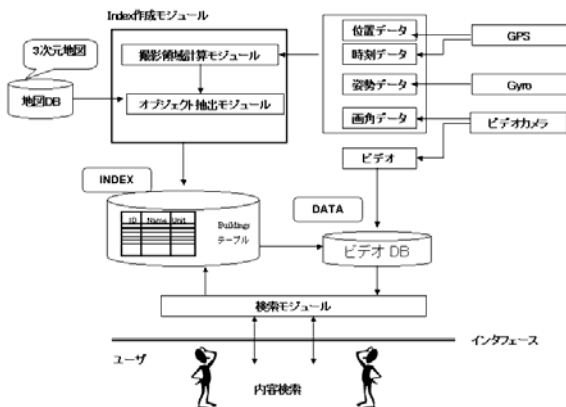 Index作成モジュール
3次元地図
地図DB
撮影領域計算モジュール
オブジェクト抽出モジュール
位置データ
時刻データ
姿勢データ
画角データ
GPS
Gyro
ビデオカメラ
ビデオ
INDEX
ID Name Unit
Buildings
テーブル
DATA
ビデオ DB
検索モジュール
インタフェース
ユーザ
内容検索